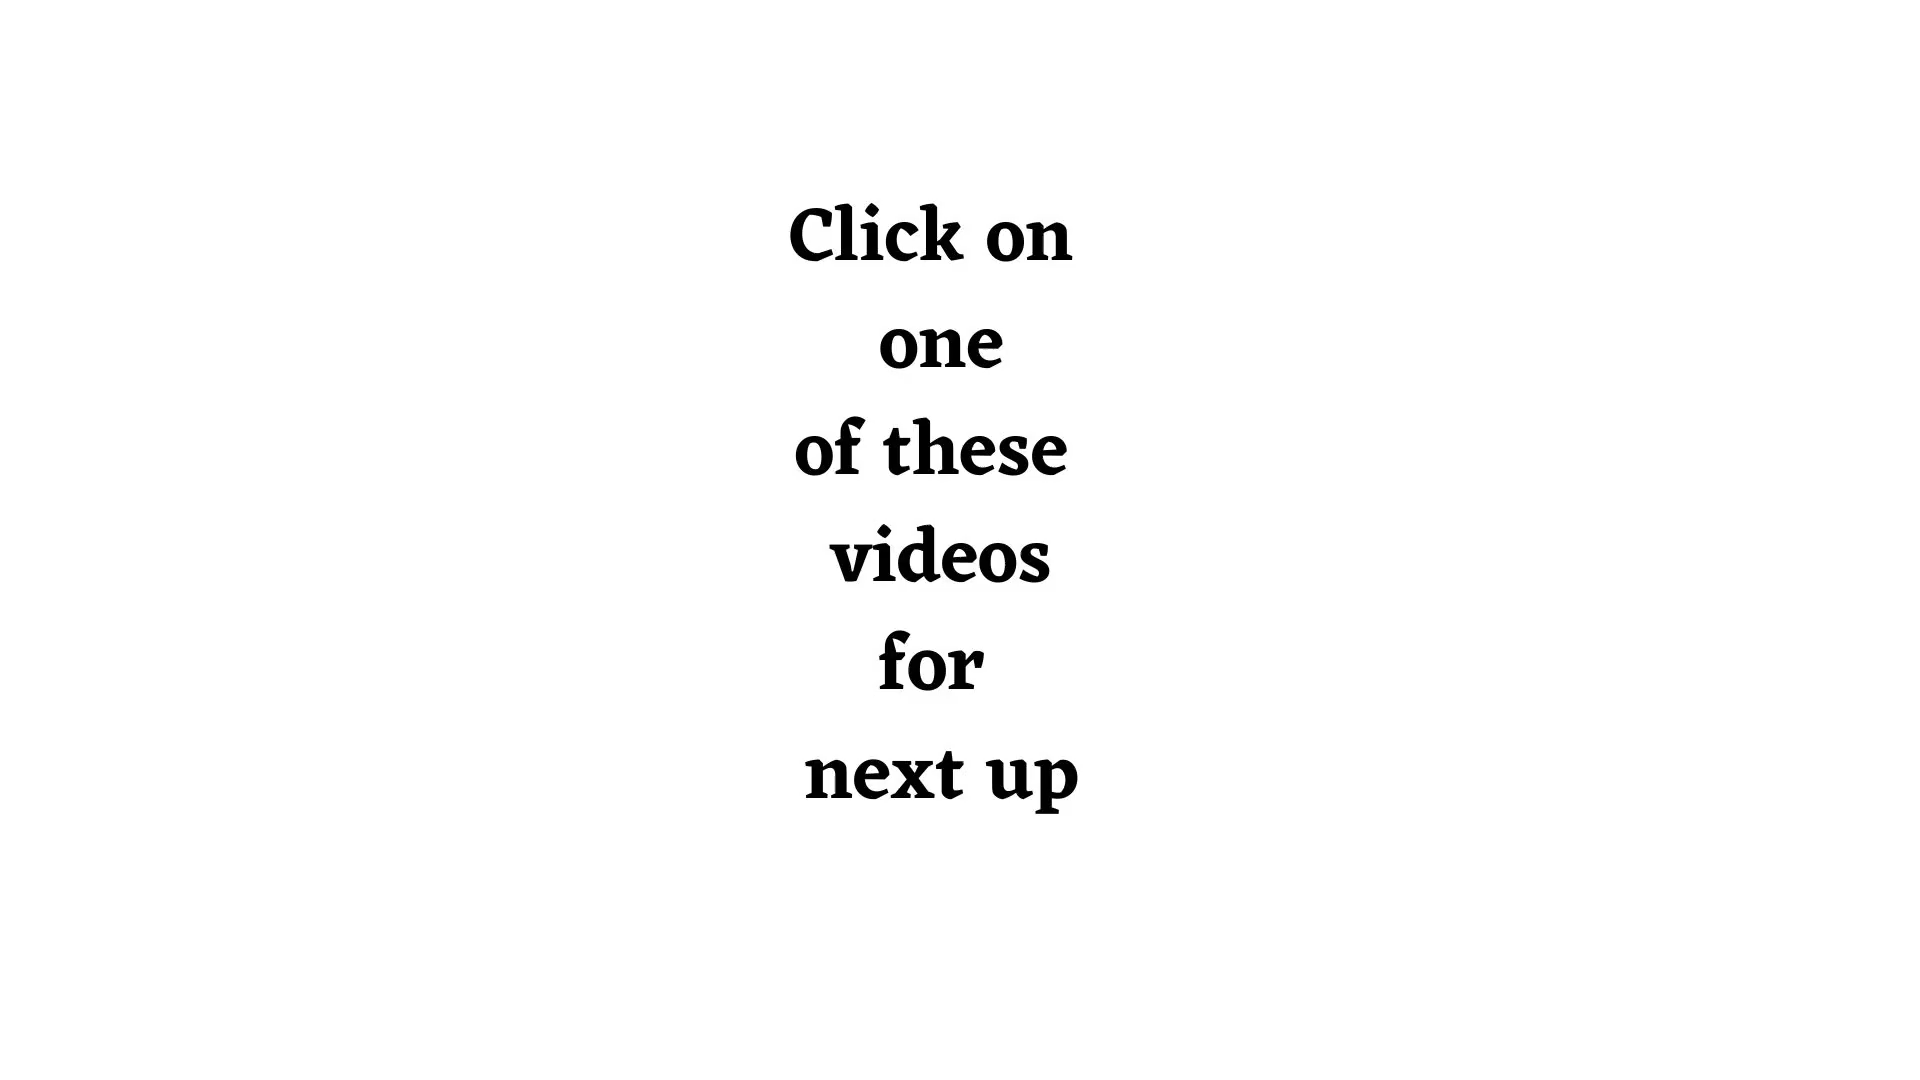 Click on
one
of these
videos
for
next up